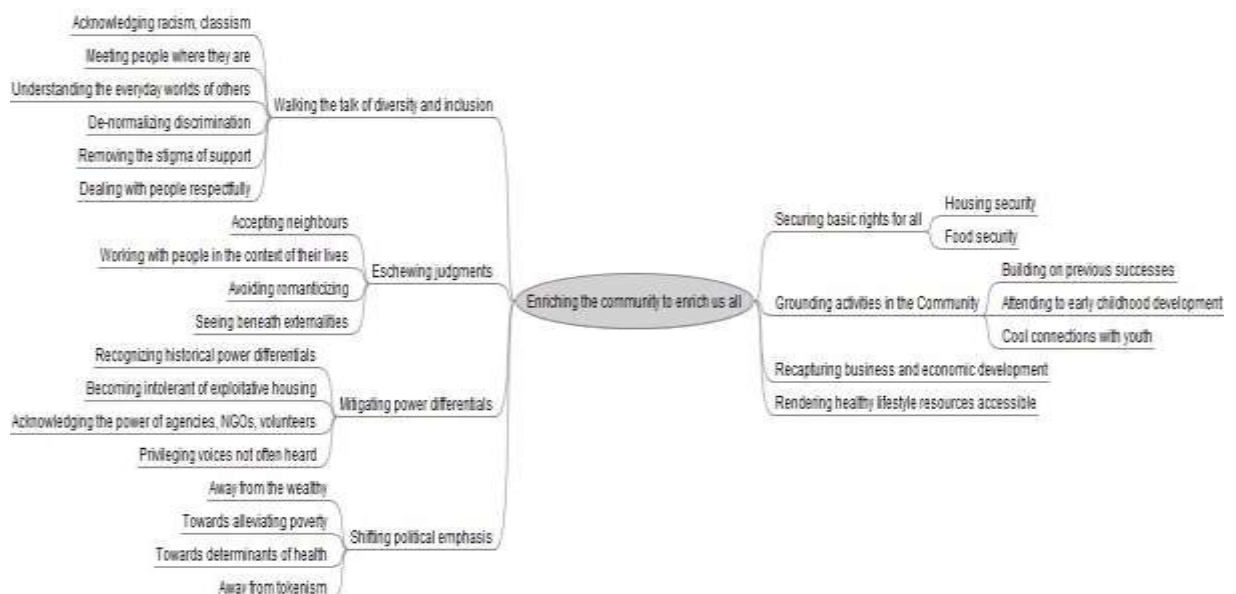 Acknowledging racism, classism
Meeting people where they are
Understanding the everyday worlds of others
De-normalizing discrimination
Removing the stigma of support
Dealing with people respectfully
Walking the talk of diversity and inclusion
Accepting neighbours
Working with people in the context of their lives
Avoiding romanticizing
Seeing beneath externalities
Eschewing judgments
Recognizing historical power differentials
Becoming intolerant of exploitative housing
Acknowledging the power of agencies, NGOs, volunteers
Privileging voices not often heard
Mitigating power differentials
Away from the wealthy
Towards alleviating poverty
Towards determinants of health
Away from tokenism
Shifting political emphasis
Enriching the community to enrich us all
Securing basic rights for all
Housing security
Food security
Grounding activities in the Community
Building on previous successes
Attending to early childhood development
Cool connections with youth
Recapturing business and economic development
Rendering healthy lifestyle resources accessible